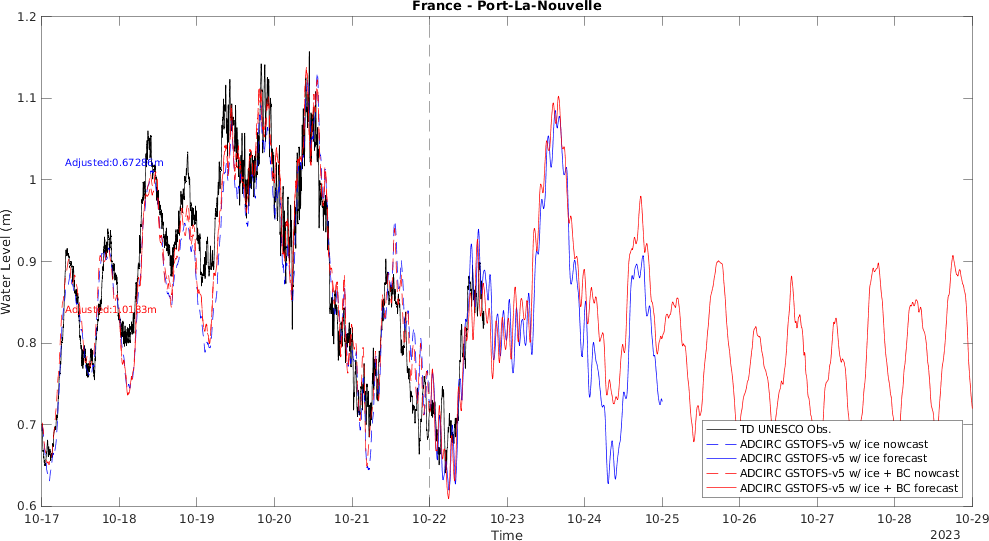 France - Port-La-Nouvelle
1.2
1.1
1
0.9
0.8
0.7
0.6
Water Level (m)
Adjusted:0.67286m
Adjusted:1.0133m
TD UNESCO Obs.
ADCIRC GSTOFS-v5 w/ ice nowcast
ADCIRC GSTOFS-v5 w/ ice forecast
ADCIRC GSTOFS-v5 w/ ice + BC nowcast
ADCIRC GSTOFS-v5 w/ ice + BC forecast
10-17 10-18 10-19 10-20 10-21 10-22 10-23 10-24 10-25 10-26 10-27 10-28 10-29
Time
2023